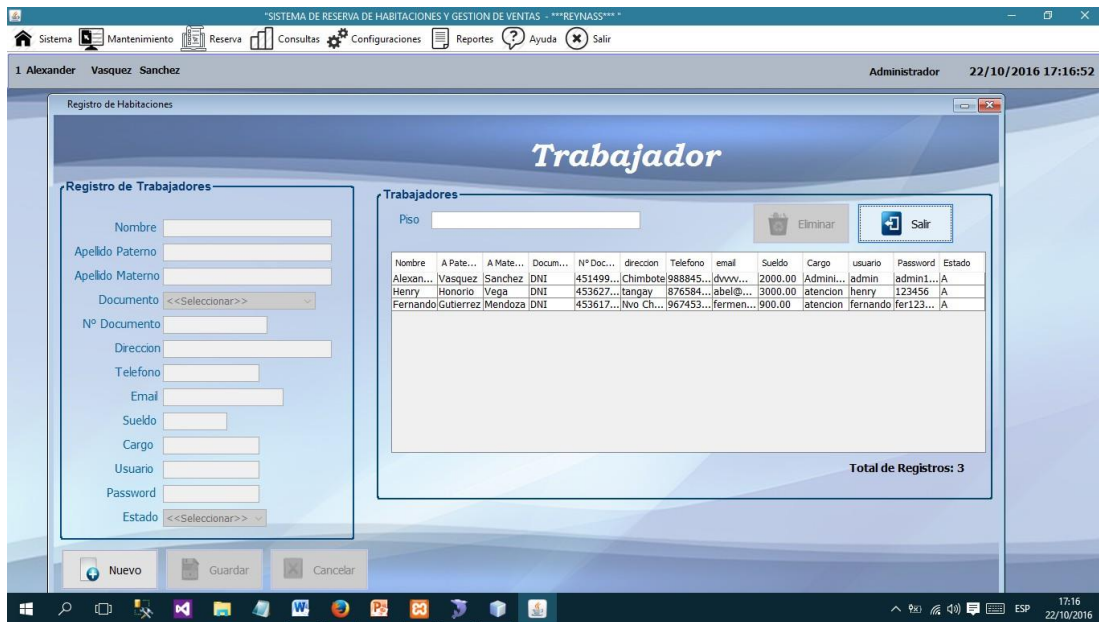 "SISTEMA DE RESERVA DE HABITACIONES Y GESTION DE VENTAS - ***REYNASS*** "
Sistema Mantenimiento Reserva Consultas Configuraciones Reportes Ayuda Salir
1 Alexander Vasquez Sanchez Administrador 22/10/2016 17:16:52
Registro de Habitaciones
Trabajador
Registro de Trabajadores
Nombre
Apellido Paterno
Apellido Materno
Documento <<Seleccionar>>
Nº Documento
Direccion
Telefono
Email
Sueldo
Cargo
Usuario
Password
Estado <<Seleccionar>>
Nuevo Guardar Cancelar
Trabajadores
Piso Eliminar Salir
Nombre A Pate... A Mate... Docum... Nº Doc... direccion Telefono email Sueldo Cargo usuario Password Estado
Alexan... Vasquez Sanchez DNI 451499... Chimbote 988845... dvvvv... 2000.00 Admini... admin admin1... A
Henry Honorio Vega DNI 453627... tangay 876584... abel@... 3000.00 atencion henry 123456 A
Fernando Gutierrez Mendoza DNI 453617... Nvo Ch... 967453... fermen... 900.00 atencion fernando fer123... A
Total de Registros: 3
ESP 17:16
22/10/2016